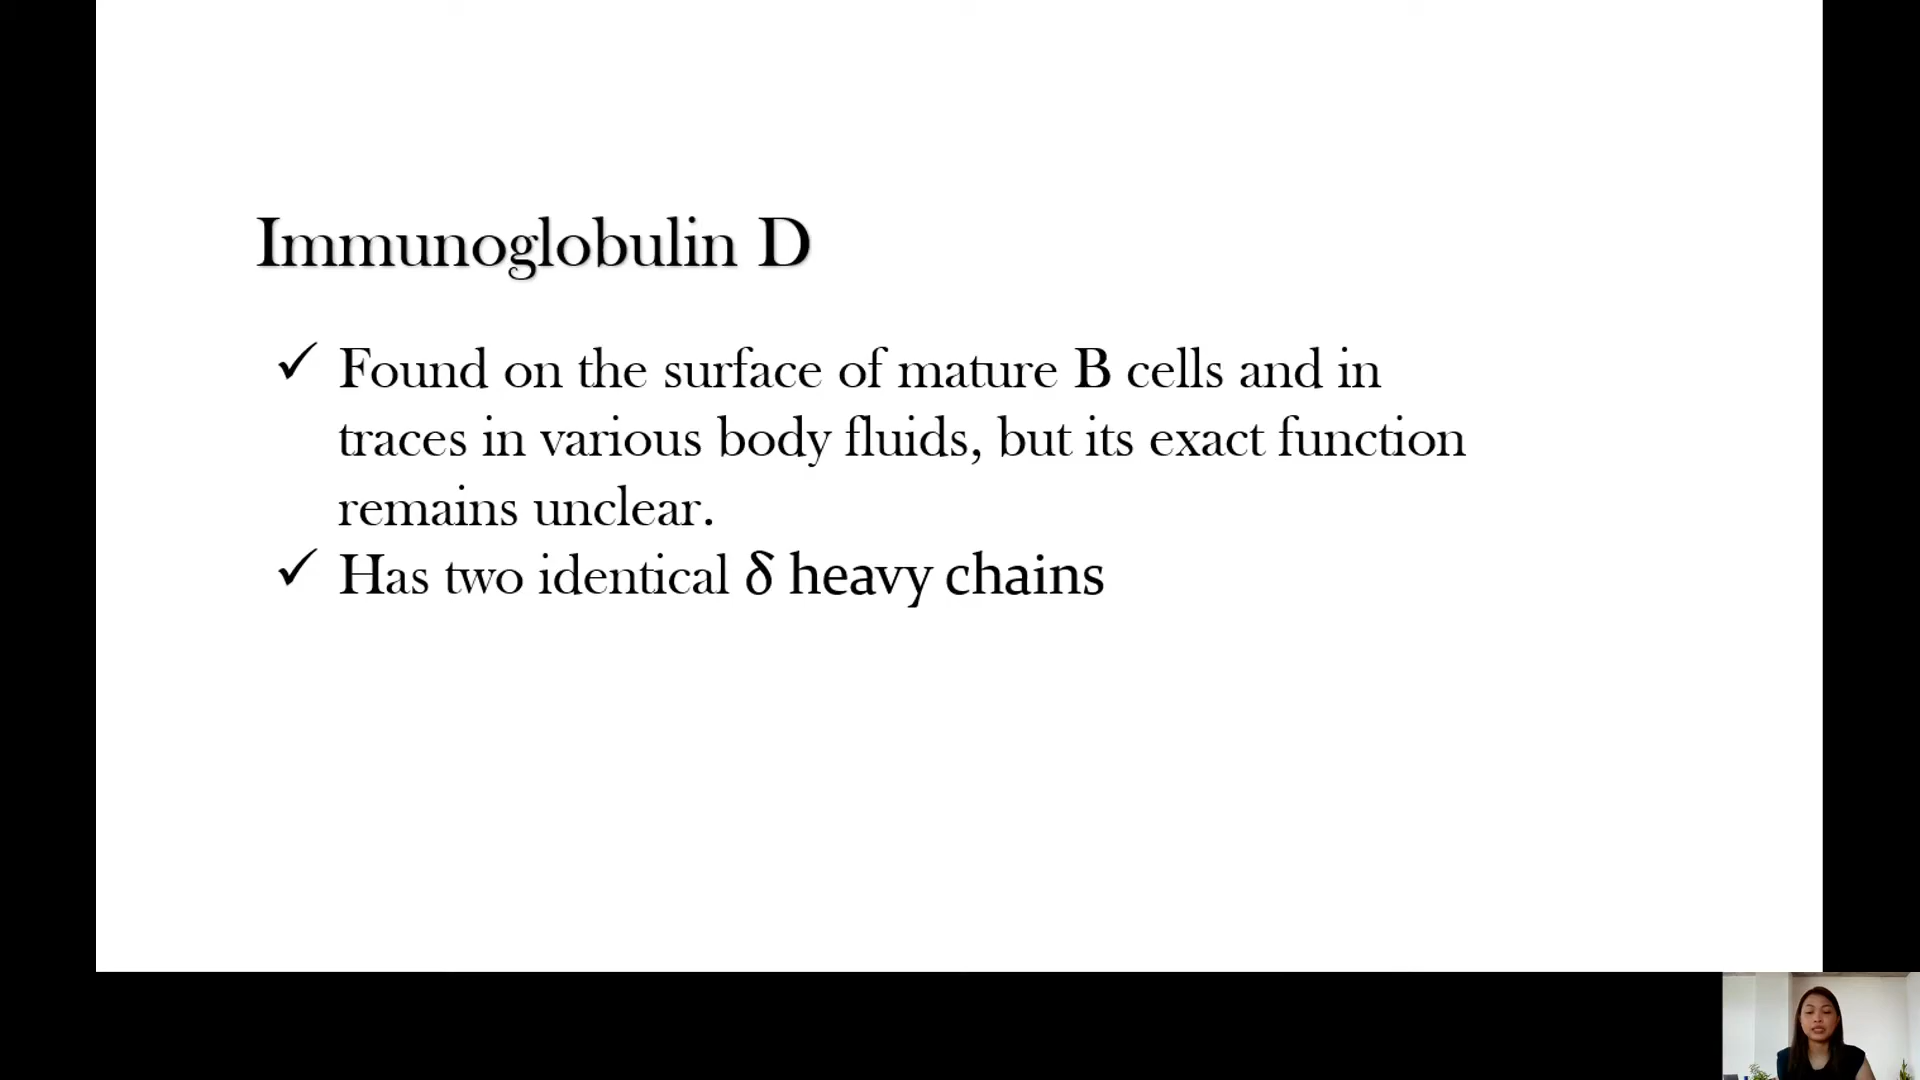 Immunoglobulin D
✓ Found on the surface of mature B cells and in
traces in various body fluids, but its exact function
remains unclear.
✓ Has two identical δ heavy chains